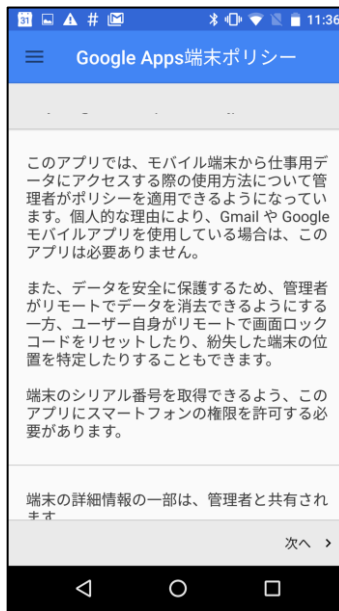 31 # 11:36
Google Apps端末ポリシー
このアプリでは、モバイル端末から仕事用デ
ータにアクセスする際の使用方法について管
理者がポリシーを適用できるようになってい
ます。個人的な理由により、Gmail や Google
モバイルアプリを使用している場合は、この
アプリは必要ありません。
また、データを安全に保護するため、管理者
がリモートでデータを消去できるようにする
一方、ユーザー自身がリモートで画面ロック
コードをリセットしたり、紛失した端末の位
置を特定したりすることもできます。
端末のシリアル番号を取得できるよう、この
アプリにスマートフォンの権限を許可する必
要があります。
端末の詳細情報の一部は、管理者と共有され
ます
次へ